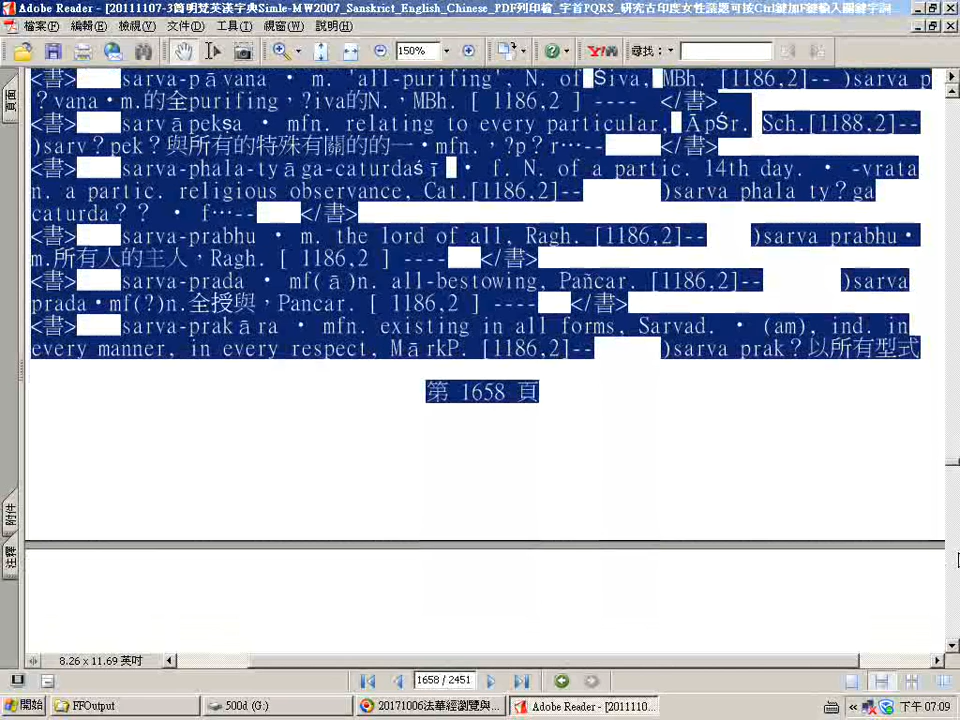 Adobe Reader - [20111107-3簡明梵英漢字典Simle-MW2007_Sanskrict_English_Chinese_PDF列印檔_字首PQRS_研究古印度女性議題可按Ctrl鍵加F鍵輸入關鍵字詞
檔案(F) 編輯(E) 檢視(V) 文件(D) 工具(T) 視窗(W) 說明(H)
150% 尋找:
頁面
<書> sarva-pāvana • m. 'all-purifing', N. of Śiva, MBh. [1186,2]-- )sarva p
?vana•m.的全purifing，?iva的N.，MBh. [ 1186,2 ] ---- </書>
<書> sarvāpekṣa • mfn. relating to every particular, ĀpŚr. Sch.[1188,2]--
)sarv？pek？與所有的特殊有關的的一•mfn.，?p？r…-- </書>
<書> sarva-phala-tyāga-caturdaśī • f. N. of a partic. 14th day. • -vrata
n. a partic. religious observance, Cat.[1186,2]-- )sarva phala ty？ga
caturda？？ • f…-- </書>
<書> sarva-prabhu • m. the lord of all, Ragh. [1186,2]-- )sarva prabhu•
m.所有人的主人，Ragh. [ 1186,2 ] ---- </書>
<書> sarva-prada • mf(ā)n. all-bestowing, Pañcar. [1186,2]-- )sarva
prada•mf(?)n.全授與，Pancar. [ 1186,2 ] ---- </書>
<書> sarva-prakāra • mfn. existing in all forms, Sarvad. • (am), ind. in
every manner, in every respect, MārkP. [1186,2]-- )sarva prak？以所有型式
第 1658 頁
附件
注釋
8.26 x 11.69 英吋
1658 / 2451
開始 FFOutput 500d (G:) 20171006法華經瀏覽與... Adobe Reader - [2011110... 下午 07:09